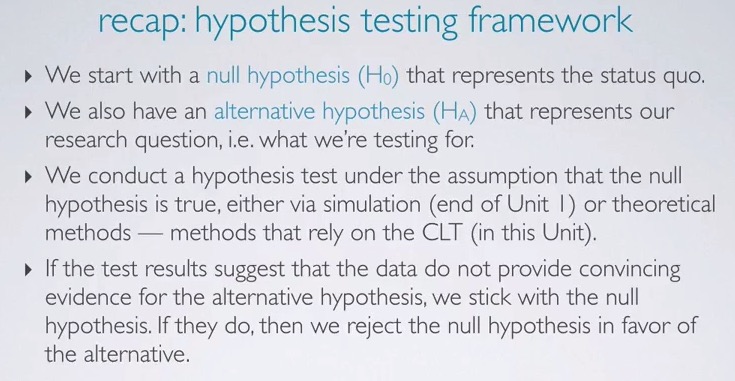 recap: hypothesis testing framework
‣ We start with a null hypothesis (H₀) that represents the status quo.
‣ We also have an alternative hypothesis (Hᴀ) that represents our
research question, i.e. what we're testing for.
‣ We conduct a hypothesis test under the assumption that the null
hypothesis is true, either via simulation (end of Unit 1) or theoretical
methods — methods that rely on the CLT (in this Unit).
‣ If the test results suggest that the data do not provide convincing
evidence for the alternative hypothesis, we stick with the null
hypothesis. If they do, then we reject the null hypothesis in favor of
the alternative.